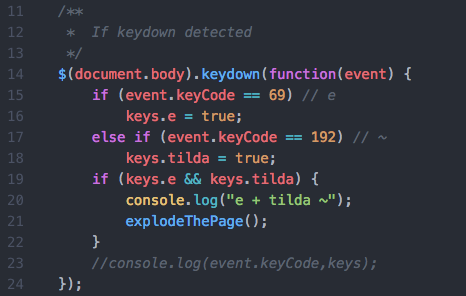 11 /**
12  *  If keydown detected
13  */
14 $(document.body).keydown(function(event) {
15     if (event.keyCode == 69) // e
16         keys.e = true;
17     else if (event.keyCode == 192) // ~
18         keys.tilda = true;
19     if (keys.e && keys.tilda) {
20         console.log("e + tilda ~");
21         explodeThePage();
22     }
23     //console.log(event.keyCode,keys);
24 });